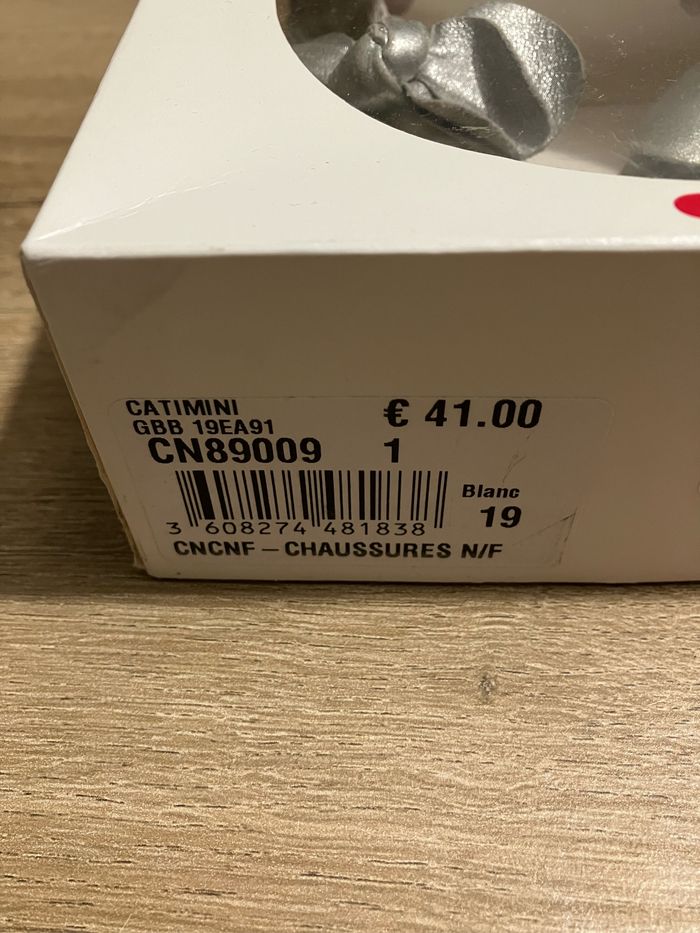 CATIMINI
GBB 19EA91
€ 41.00
CN89009
1
Blanc
19
3 608274 481838
CNCNF – CHAUSSURES N/F